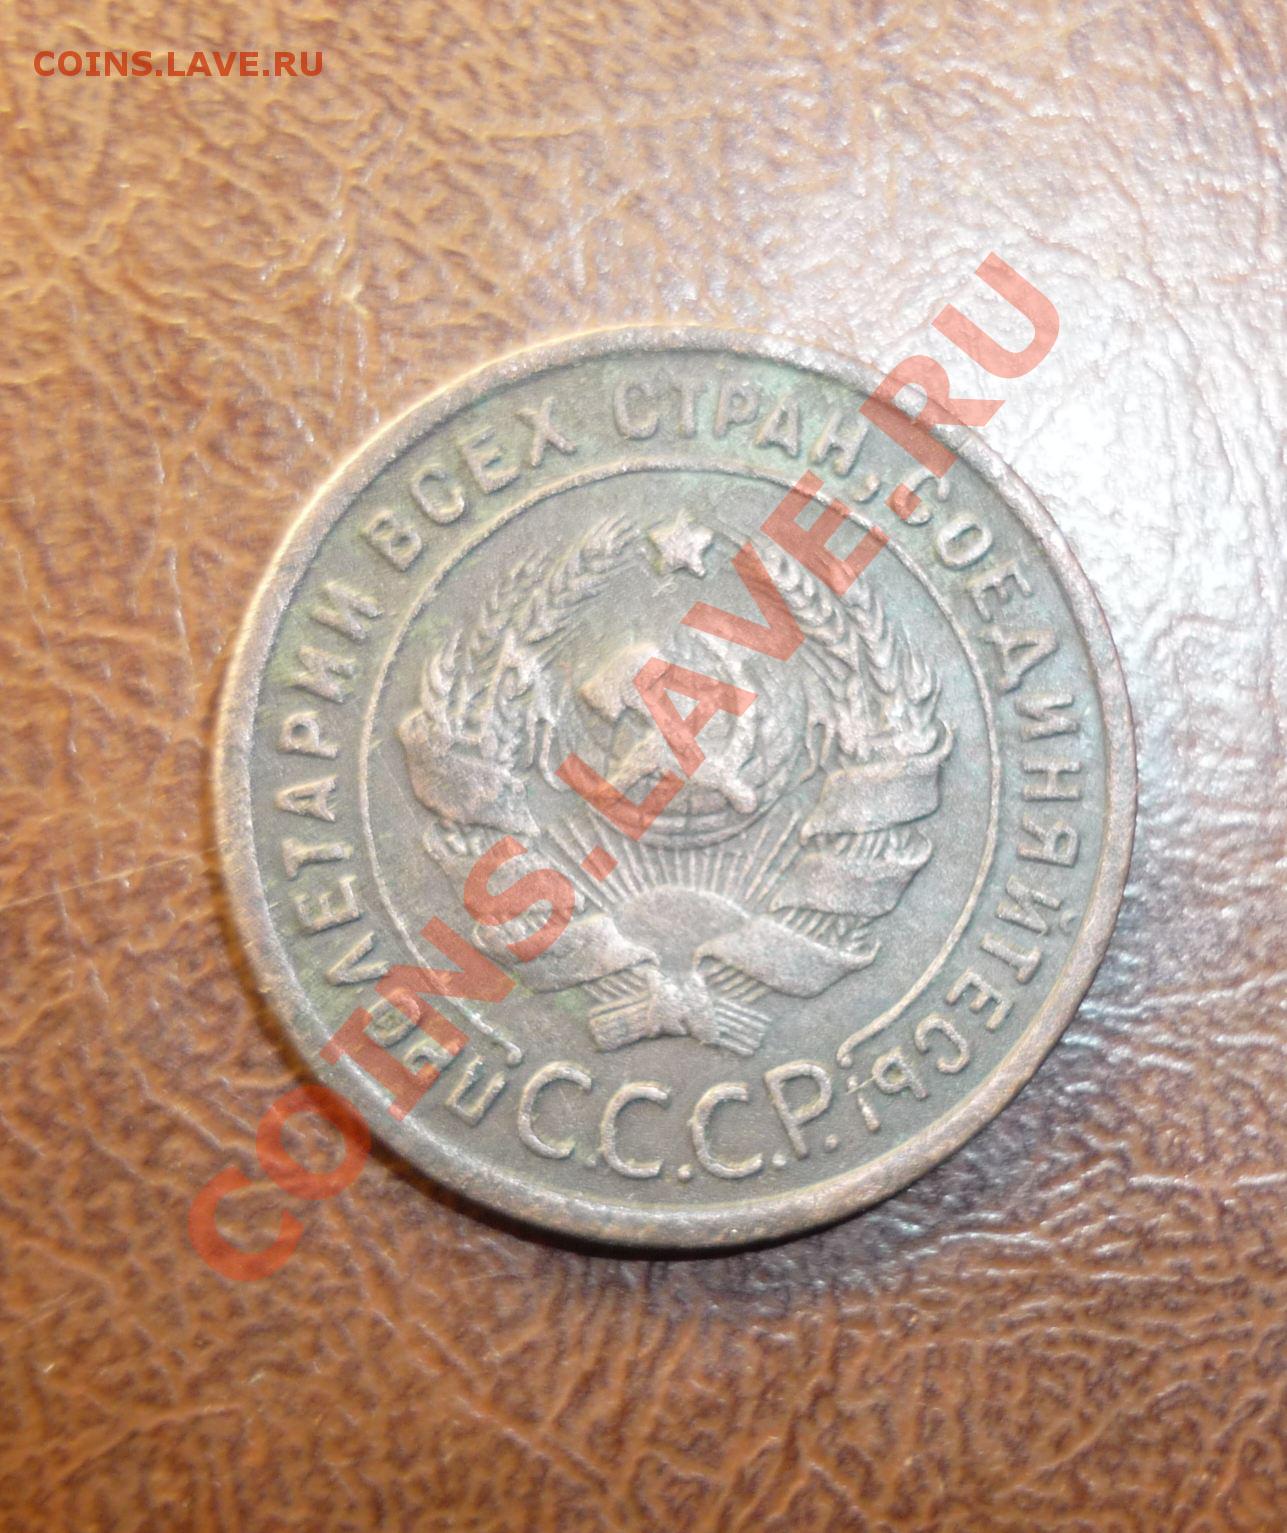 COINS.LAVE.RU
ПРОЛЕТАРИИ ВСЕХ СТРАН, СОЕДИНЯЙТЕСЬ!
С.С.С.Р.
COINS.LAVE.RU